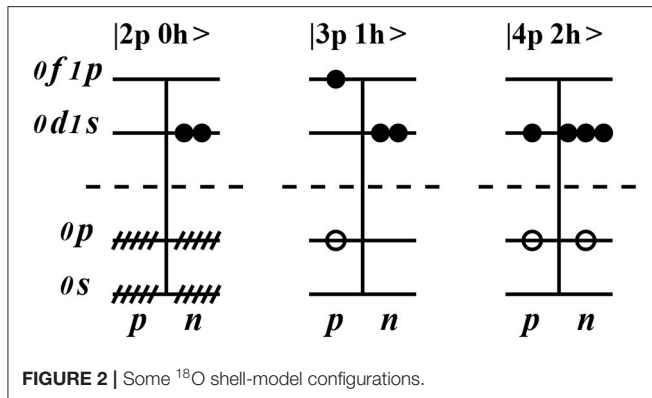 |2p 0h > |3p 1h > |4p 2h >
0f1p
0d1s
0p
0s
p n p n p n
FIGURE 2 | Some ¹⁸O shell-model configurations.